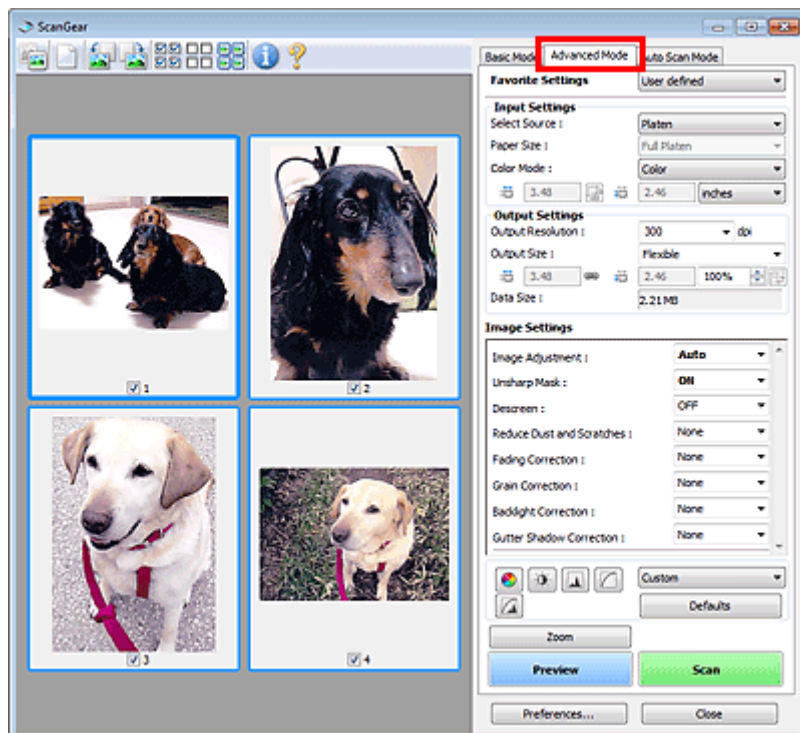 ScanGear
Basic Mode Advanced Mode Auto Scan Mode
Favorite Settings User defined
Input Settings
Select Source : Platen
Paper Size : Full Platen
Color Mode : Color
3.48 2.46 inches
Output Settings
Output Resolution : 300 dpi
Output Size : Flexible
3.48 2.46 100%
Data Size : 2.21 MB
Image Settings
Image Adjustment : Auto
Unsharp Mask : ON
Descreen : OFF
Reduce Dust and Scratches : None
Fading Correction : None
Grain Correction : None
Backlight Correction : None
Gutter Shadow Correction : None
Custom
Defaults
Zoom
Preview Scan
Preferences... Close
1 2
3 4